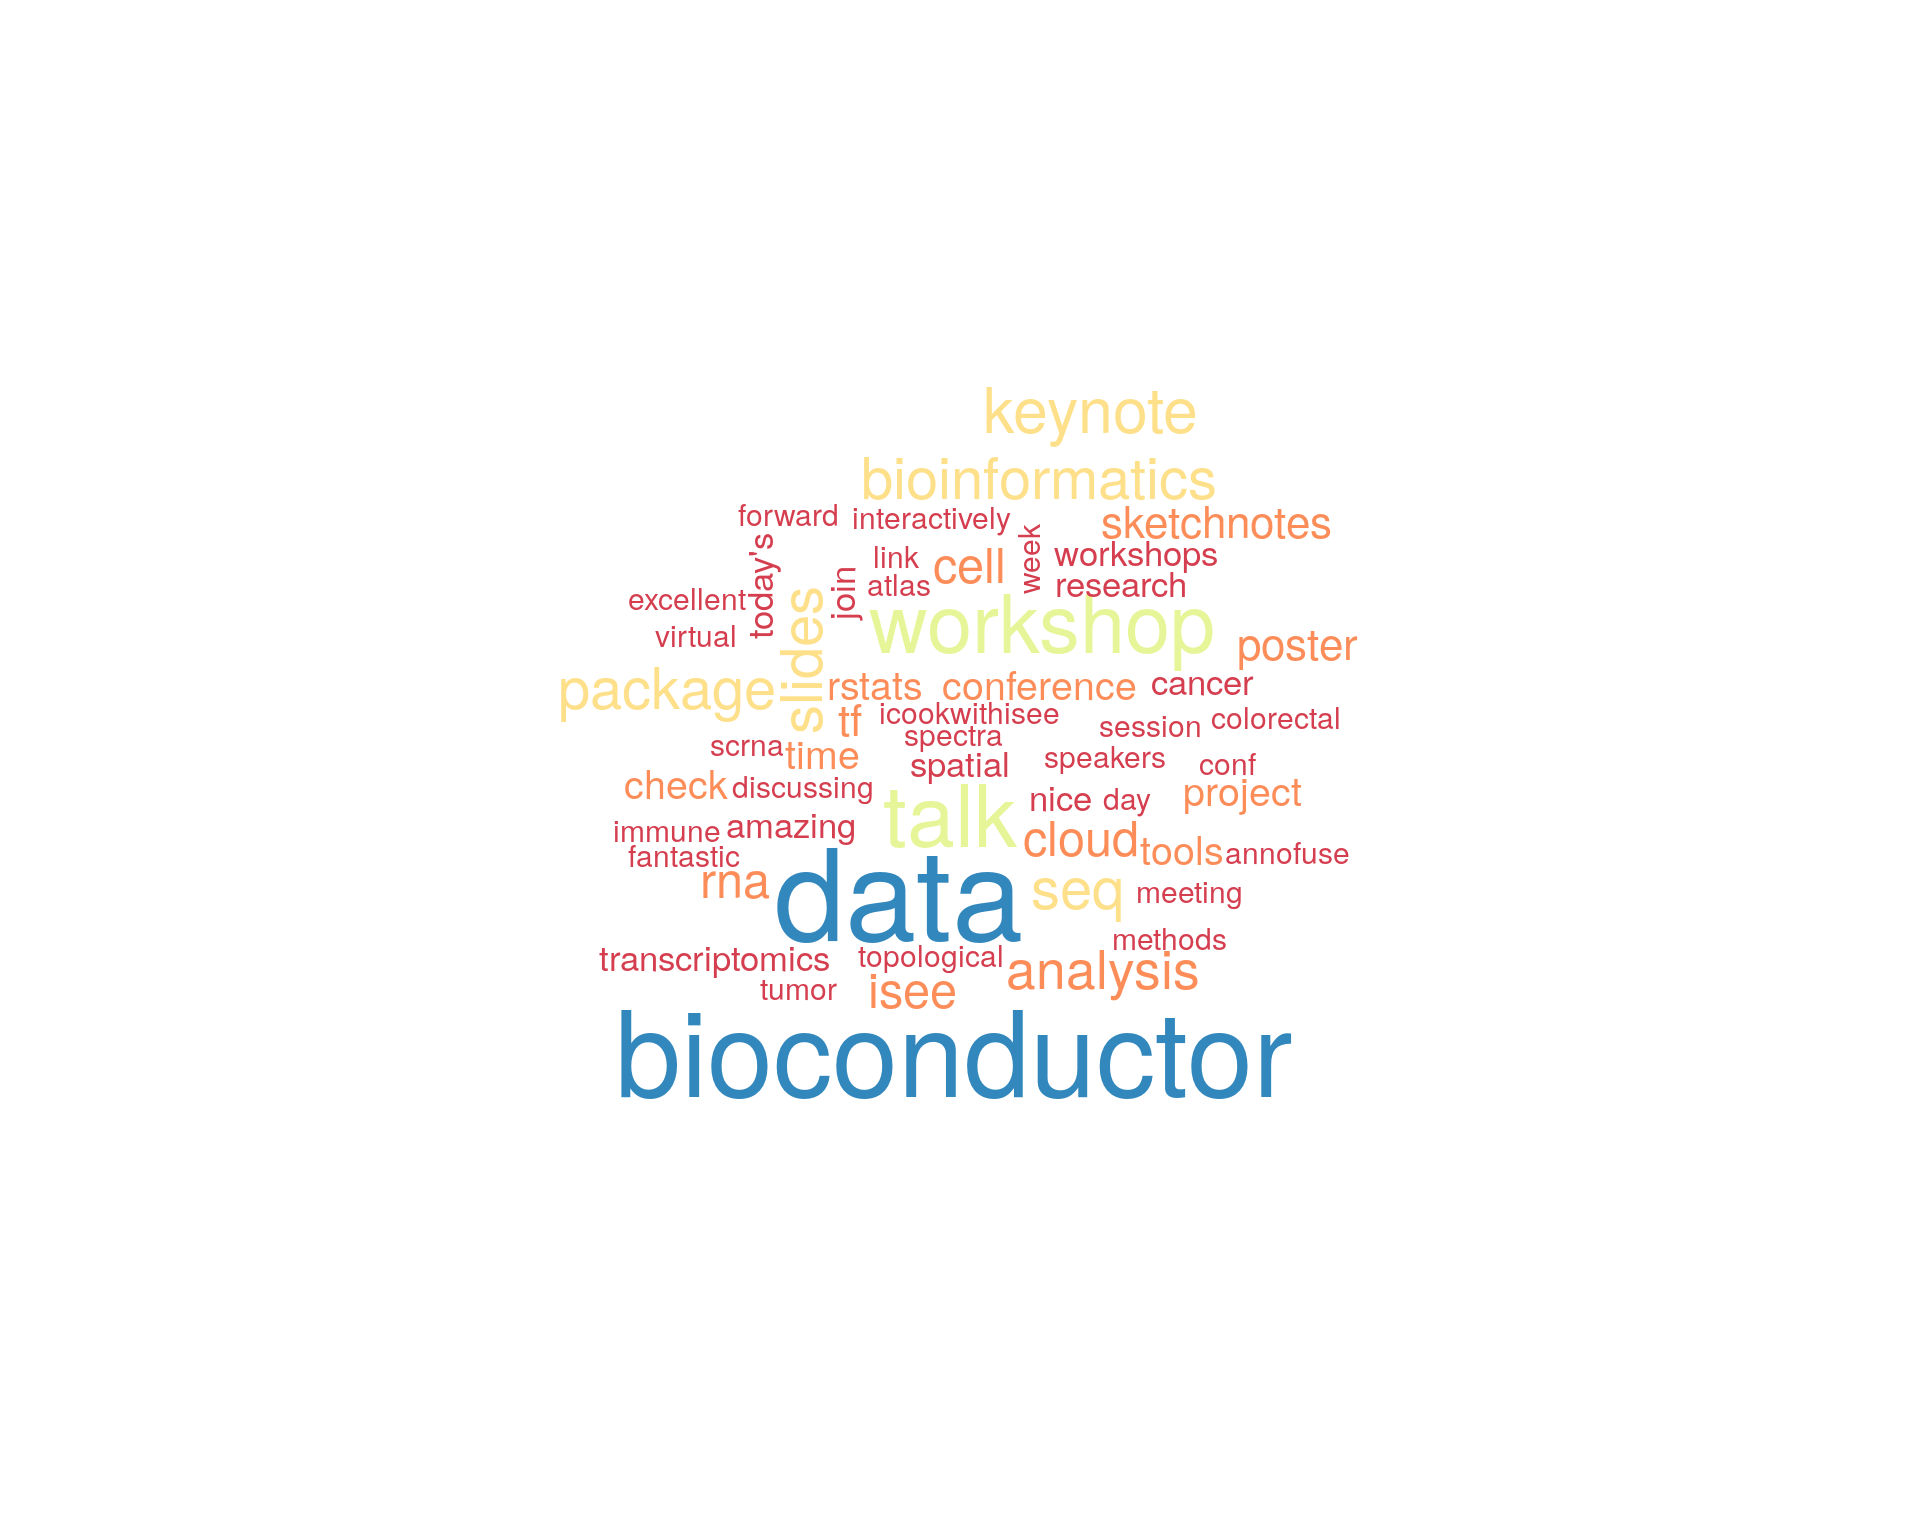 keynote
bioinformatics
forward interactively sketchnotes
today's join link cell week workshops
atlas research
excellent slides workshop
virtual poster
package rstats conference cancer
tf icookwithisee session colorectal
spectra
scrna time spatial speakers conf
check discussing talk nice day project
immune amazing cloud tools annofuse
fantastic
rna data seq meeting
methods
transcriptomics topological analysis
tumor isee
bioconductor